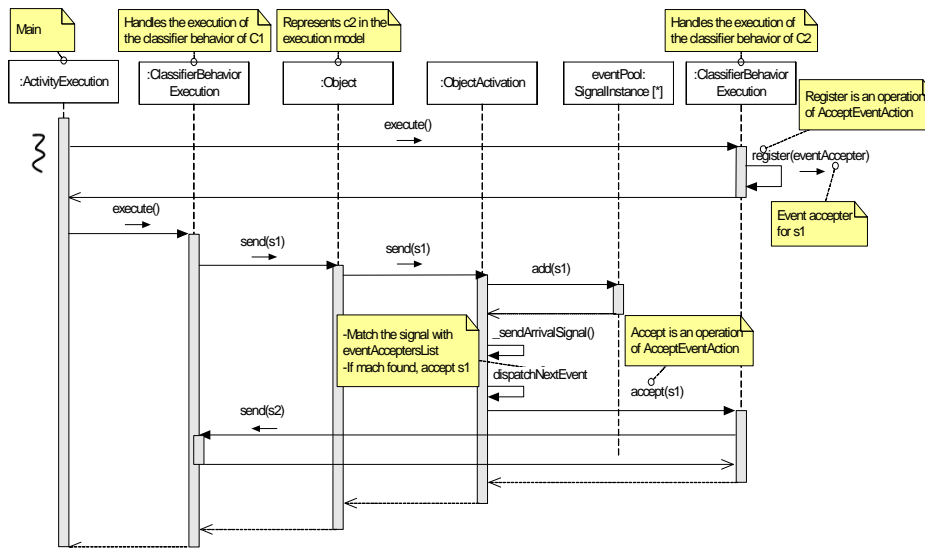 Main
Handles the execution of
the classifier behavior of C1
Represents c2 in the
execution model
Handles the execution of
the classifier behavior of C2
:ActivityExecution
:ClassifierBehavior
Execution
:Object
:ObjectActivation
eventPool:
SignalInstance [*]
:ClassifierBehavior
Execution
Register is an operation
of AcceptEventAction
execute()
register(eventAccepter)
execute()
Event accepter
for s1
send(s1)
send(s1)
add(s1)
-Match the signal with
eventAcceptersList
-If mach found, accept s1
_sendArrivalSignal()
Accept is an operation
of AcceptEventAction
dispatchNextEvent
accept(s1)
send(s2)